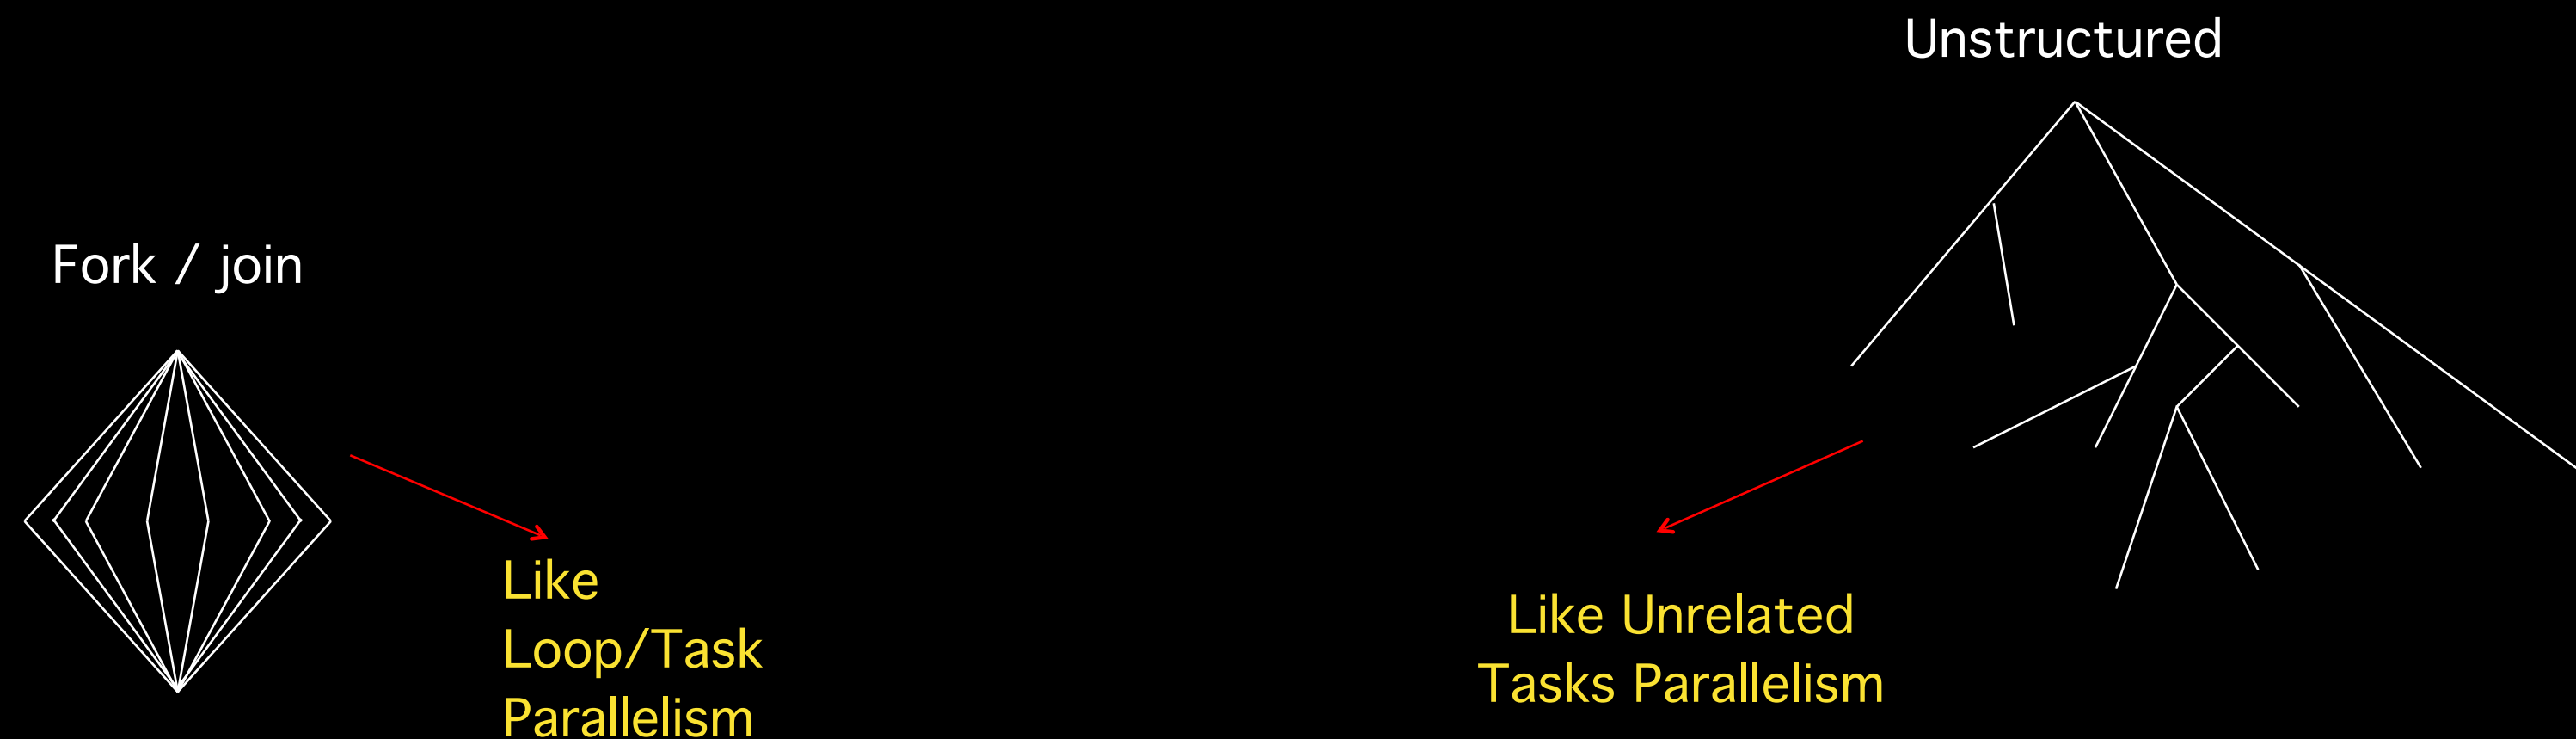 Unstructured
Fork / join
Like
Loop/Task
Parallelism
Like Unrelated
Tasks Parallelism